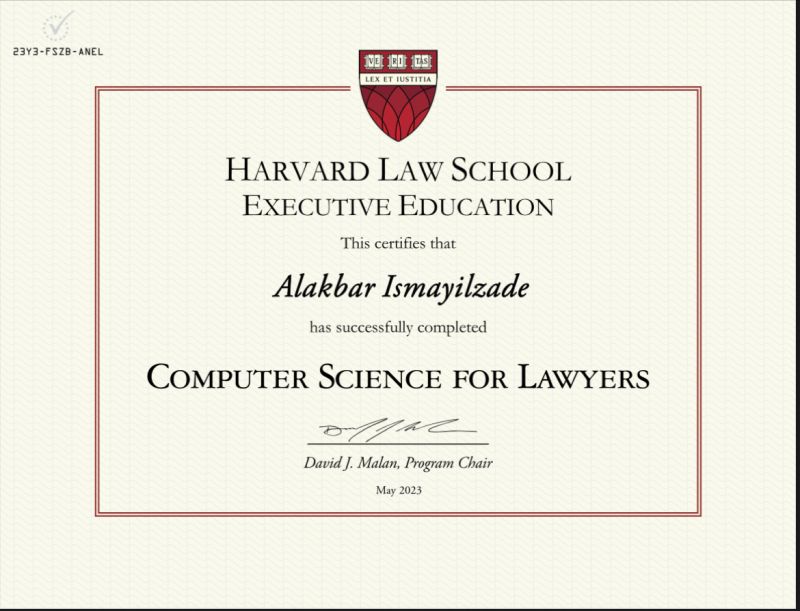 23Y3-FSZB-ANEL
VE RI TAS
LEX ET IUSTITIA
HARVARD LAW SCHOOL
EXECUTIVE EDUCATION
This certifies that
Alakbar Ismayilzade
has successfully completed
COMPUTER SCIENCE FOR LAWYERS
David J. Malan, Program Chair
May 2023